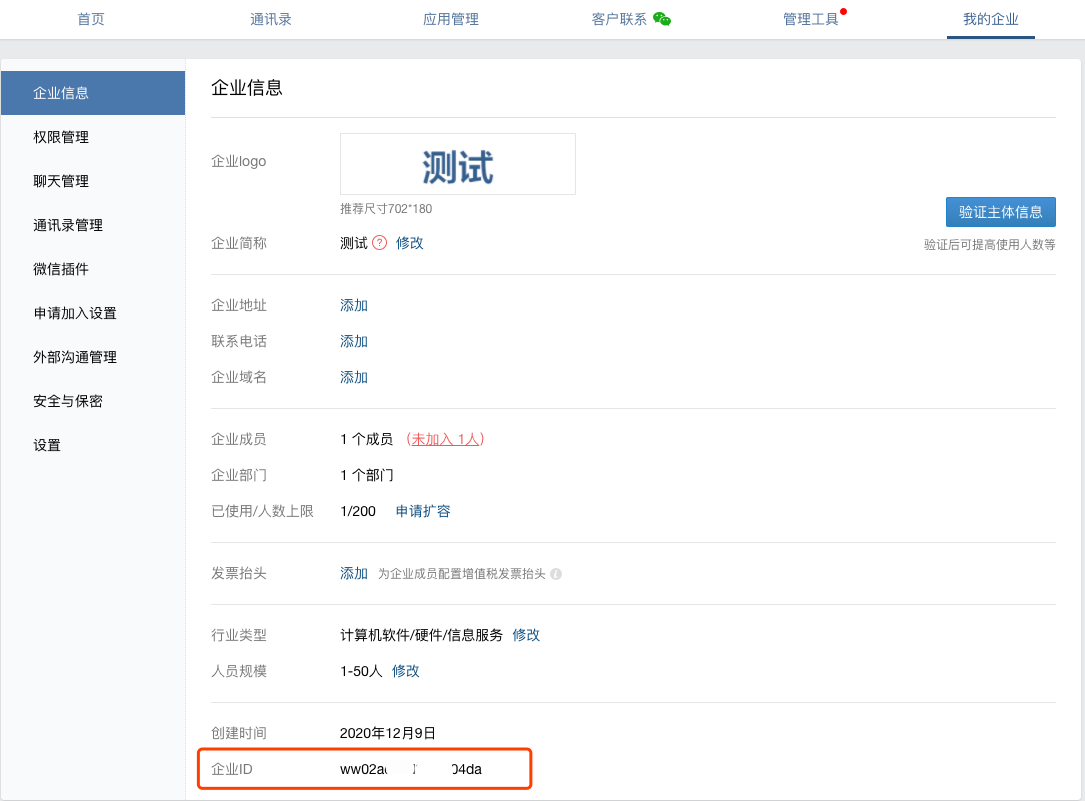 首页 通讯录 应用管理 客户联系 管理工具 我的企业
企业信息
权限管理
聊天管理
通讯录管理
微信插件
申请加入设置
外部沟通管理
安全与保密
设置
企业信息
企业logo 测试
推荐尺寸702*180
验证主体信息
验证后可提高使用人数等
企业简称 测试 ? 修改
企业地址 添加
联系电话 添加
企业域名 添加
企业成员 1 个成员 （未加入 1人）
企业部门 1 个部门
已使用/人数上限 1/200 申请扩容
发票抬头 添加 为企业成员配置增值税发票抬头 i
行业类型 计算机软件/硬件/信息服务 修改
人员规模 1-50人 修改
创建时间 2020年12月9日
企业ID ww02a 04da